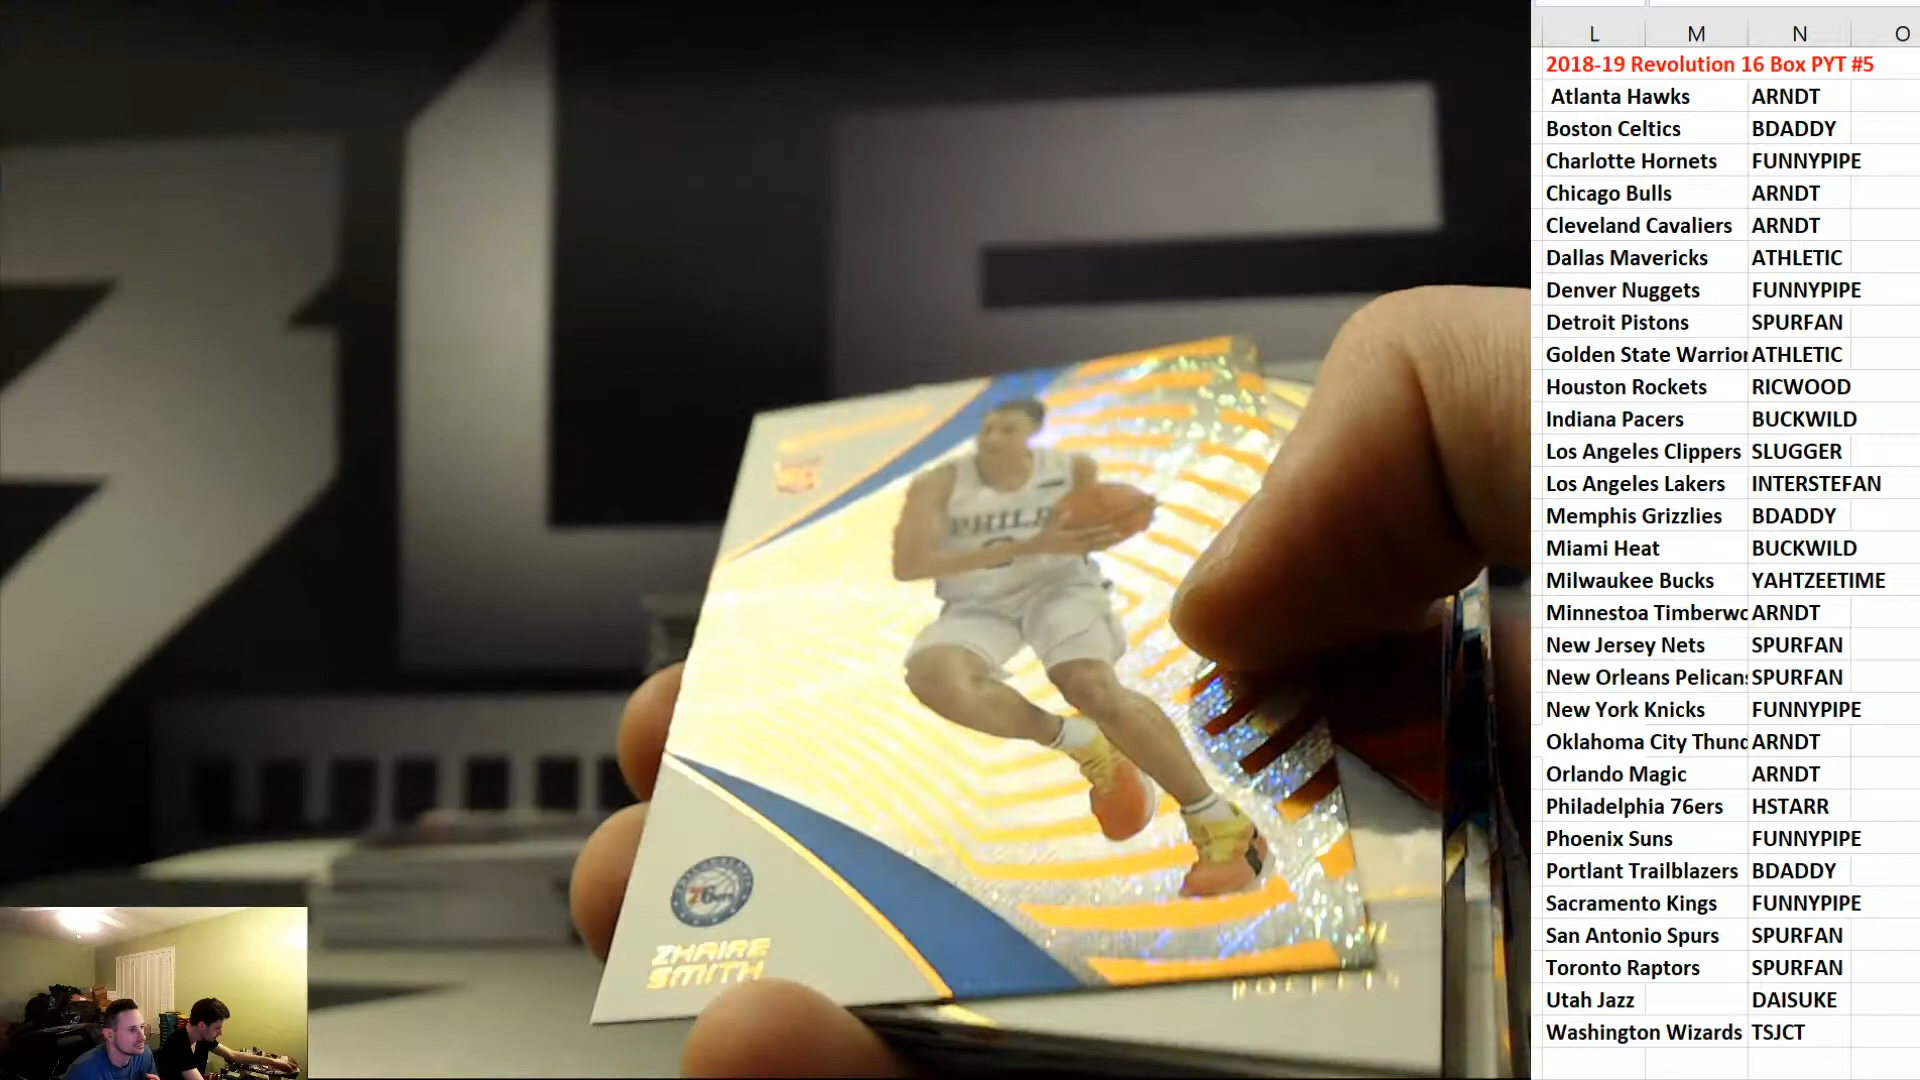 L M N O
2018-19 Revolution 16 Box PYT #5
Atlanta Hawks ARNDT
Boston Celtics BDADDY
Charlotte Hornets FUNNYPIPE
Chicago Bulls ARNDT
Cleveland Cavaliers ARNDT
Dallas Mavericks ATHLETIC
Denver Nuggets FUNNYPIPE
Detroit Pistons SPURFAN
Golden State Warrior ATHLETIC
Houston Rockets RICWOOD
Indiana Pacers BUCKWILD
Los Angeles Clippers SLUGGER
Los Angeles Lakers INTERSTEFAN
Memphis Grizzlies BDADDY
Miami Heat BUCKWILD
Milwaukee Bucks YAHTZEETIME
Minnestoa Timberwo ARNDT
New Jersey Nets SPURFAN
New Orleans Pelicans SPURFAN
New York Knicks FUNNYPIPE
Oklahoma City Thund ARNDT
Orlando Magic ARNDT
Philadelphia 76ers HSTARR
Phoenix Suns FUNNYPIPE
Portlant Trailblazers BDADDY
Sacramento Kings FUNNYPIPE
San Antonio Spurs SPURFAN
Toronto Raptors SPURFAN
Utah Jazz DAISUKE
Washington Wizards TSJCT
PHILA
76ers
ZHAIRE
SMITH